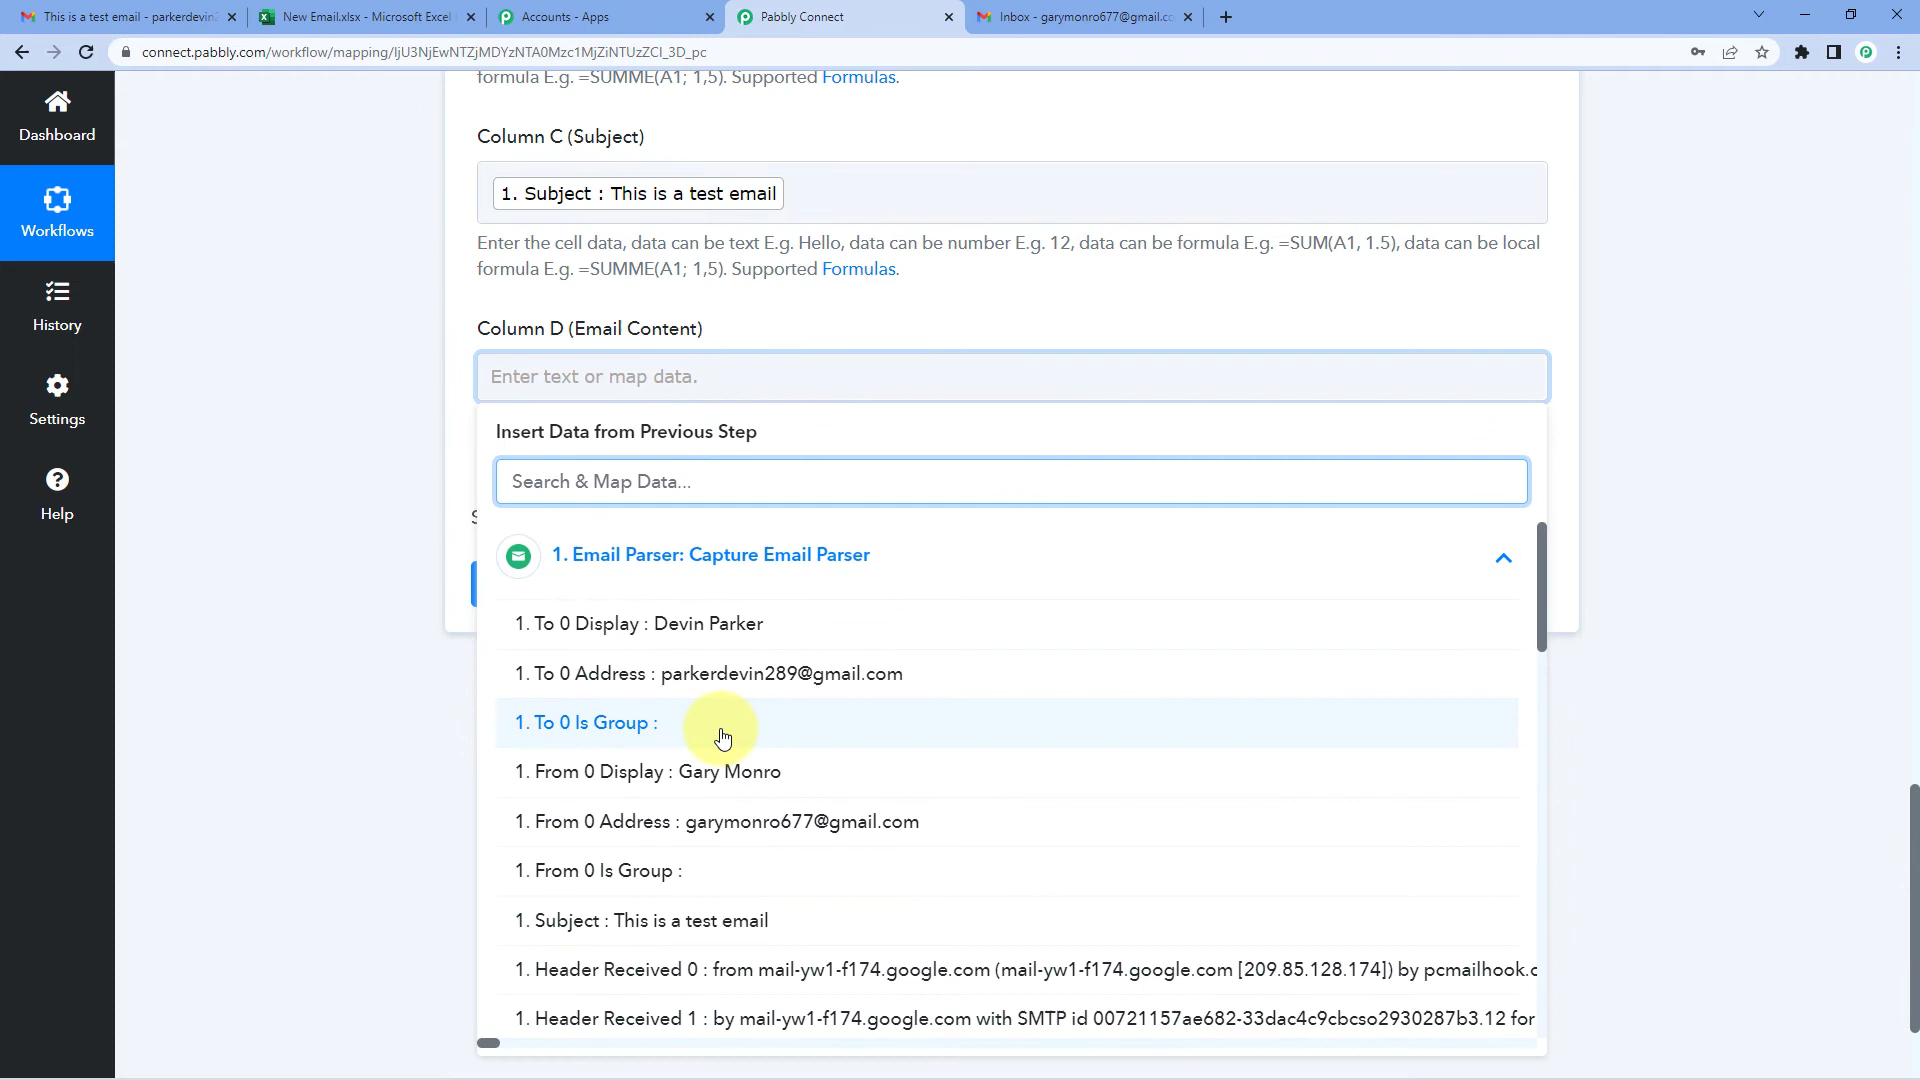 This is a test email - parkerdevin2
New Email.xlsx - Microsoft Excel
Accounts - Apps
Pabbly Connect
Inbox - garymonro677@gmail.co
connect.pabbly.com/workflow/mapping/IjU3NjEwNTZjMDYzNTA0Mzc1MjZiNTUzZCI_3D_pc
formula E.g. =SUMME(A1; 1,5). Supported Formulas.
Dashboard
Workflows
History
Settings
Help
Column C (Subject)
1. Subject : This is a test email
Enter the cell data, data can be text E.g. Hello, data can be number E.g. 12, data can be formula E.g. =SUM(A1, 1.5), data can be local
formula E.g. =SUMME(A1; 1,5). Supported Formulas.
Column D (Email Content)
Enter text or map data.
Insert Data from Previous Step
Search & Map Data...
1. Email Parser: Capture Email Parser
1. To 0 Display : Devin Parker
1. To 0 Address : parkerdevin289@gmail.com
1. To 0 Is Group :
1. From 0 Display : Gary Monro
1. From 0 Address : garymonro677@gmail.com
1. From 0 Is Group :
1. Subject : This is a test email
1. Header Received 0 : from mail-yw1-f174.google.com (mail-yw1-f174.google.com [209.85.128.174]) by pcmailhook.c
1. Header Received 1 : by mail-yw1-f174.google.com with SMTP id 00721157ae682-33dac4c9cbcso2930287b3.12 for